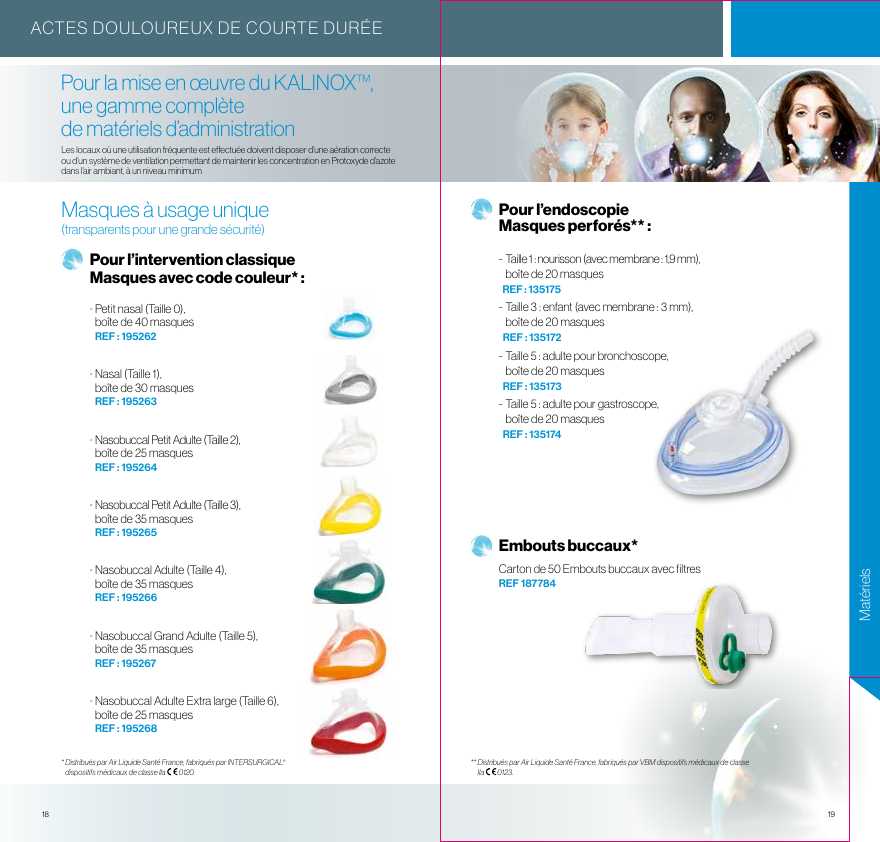 ACTES DOULOUREUX DE COURTE DURÉE
Pour la mise en œuvre du KALINOX™,
une gamme complète
de matériels d'administration
Les locaux où une utilisation fréquente est effectuée doivent disposer d'une aération correcte
ou d'un système de ventilation permettant de maintenir les concentration en Protoxyde d'azote
dans l'air ambiant, à un niveau minimum
Masques à usage unique
(transparents pour une grande sécurité)
Pour l'intervention classique
Masques avec code couleur* :
- Petit nasal (Taille 0),
boîte de 40 masques
REF : 195262
- Nasal (Taille 1),
boîte de 30 masques
REF : 195263
- Nasobuccal Petit Adulte (Taille 2),
boîte de 25 masques
REF : 195264
- Nasobuccal Petit Adulte (Taille 3),
boîte de 35 masques
REF : 195265
- Nasobuccal Adulte (Taille 4),
boîte de 35 masques
REF : 195266
- Nasobuccal Grand Adulte (Taille 5),
boîte de 35 masques
REF : 195267
- Nasobuccal Adulte Extra large (Taille 6),
boîte de 25 masques
REF : 195268
* Distribués par Air Liquide Santé France, fabriqués par INTERSURGICAL®
dispositifs médicaux de classe IIa CE 0120
18
Pour l'endoscopie
Masques perforés** :
- Taille 1 : nourisson (avec membrane : 1,9 mm),
boîte de 20 masques
REF : 135175
- Taille 3 : enfant (avec membrane : 3 mm),
boîte de 20 masques
REF : 135172
- Taille 5 : adulte pour bronchoscope,
boîte de 20 masques
REF : 135173
- Taille 5 : adulte pour gastroscope,
boîte de 20 masques
REF : 135174
Embouts buccaux*
Carton de 50 Embouts buccaux avec filtres
REF 187784
** Distribués par Air Liquide Santé France, fabriqués par VBM dispositifs médicaux de classe
IIa CE 0123.
Matériels
19